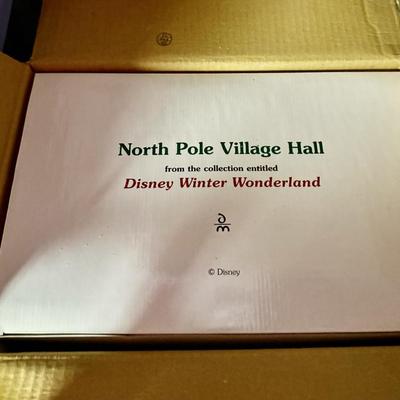 North Pole Village Hall
from the collection entitled
Disney Winter Wonderland
© Disney